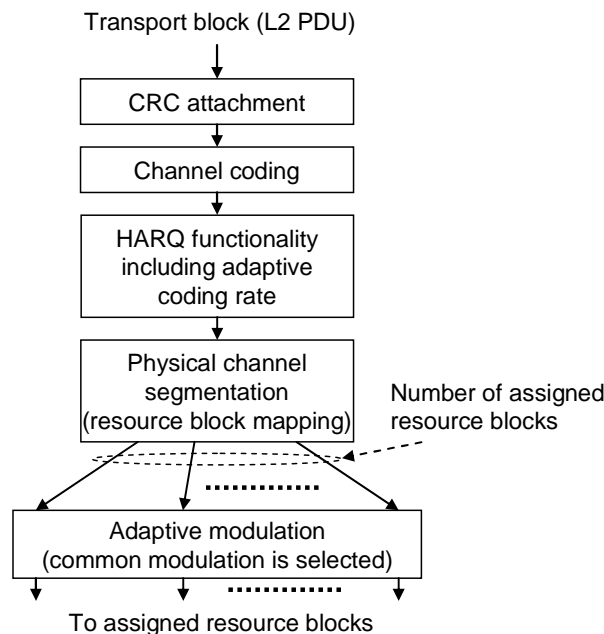 Transport block (L2 PDU)
CRC attachment
Channel coding
HARQ functionality
including adaptive
coding rate
Physical channel
segmentation
(resource block mapping)
Number of assigned
resource blocks
Adaptive modulation
(common modulation is selected)
To assigned resource blocks